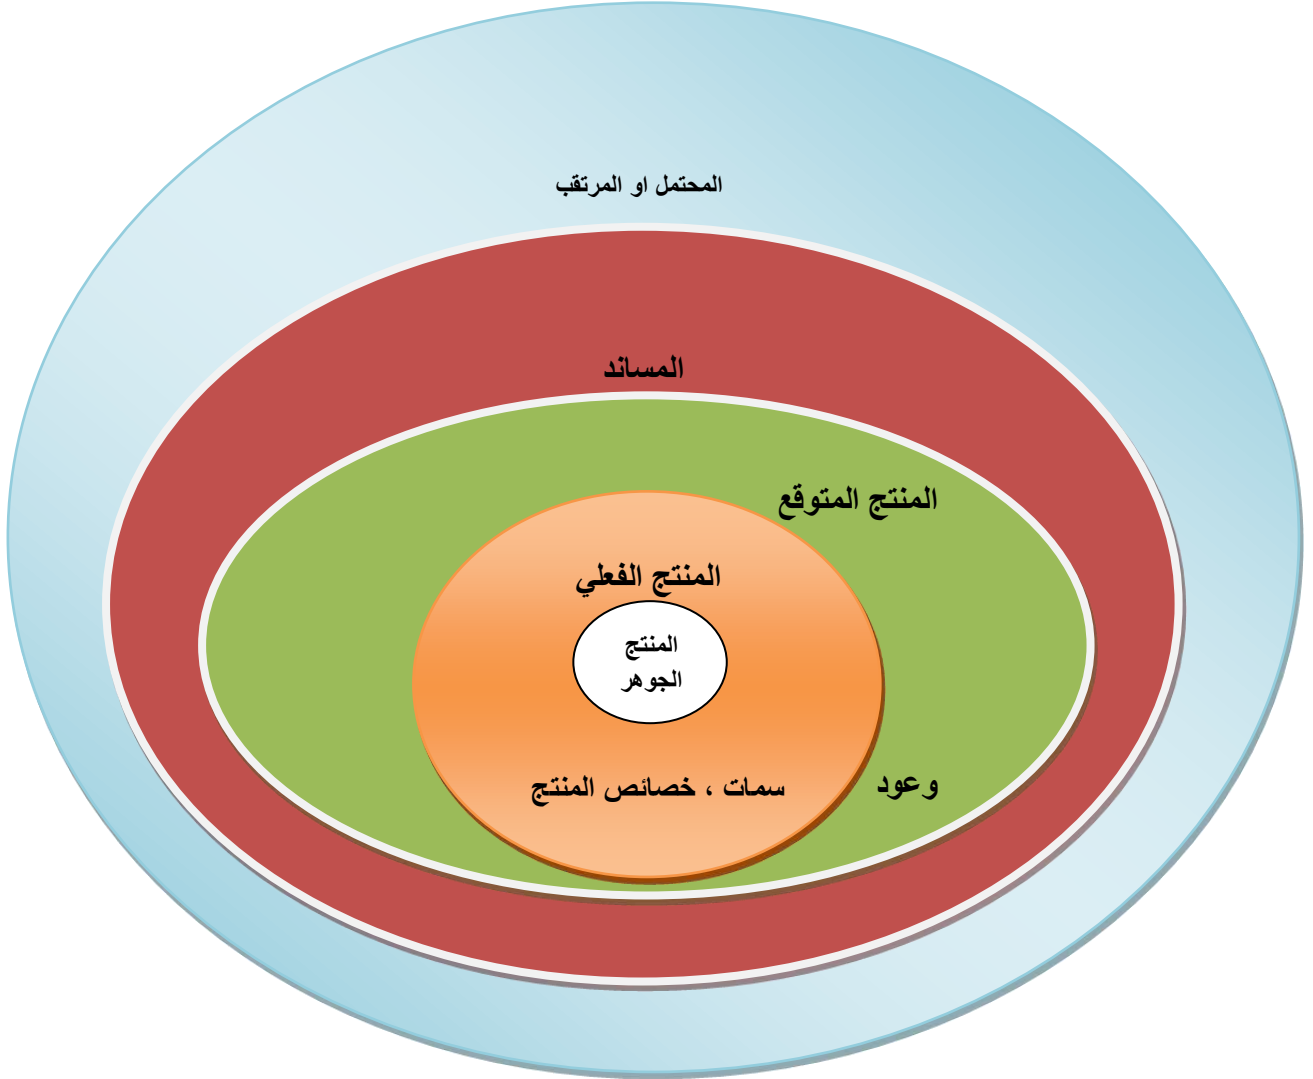 المحتمل او المرتقب
المساند
المنتج المتوقع
المنتج الفعلي
المنتج
الجوهر
سمات ، خصائص المنتج
وعود